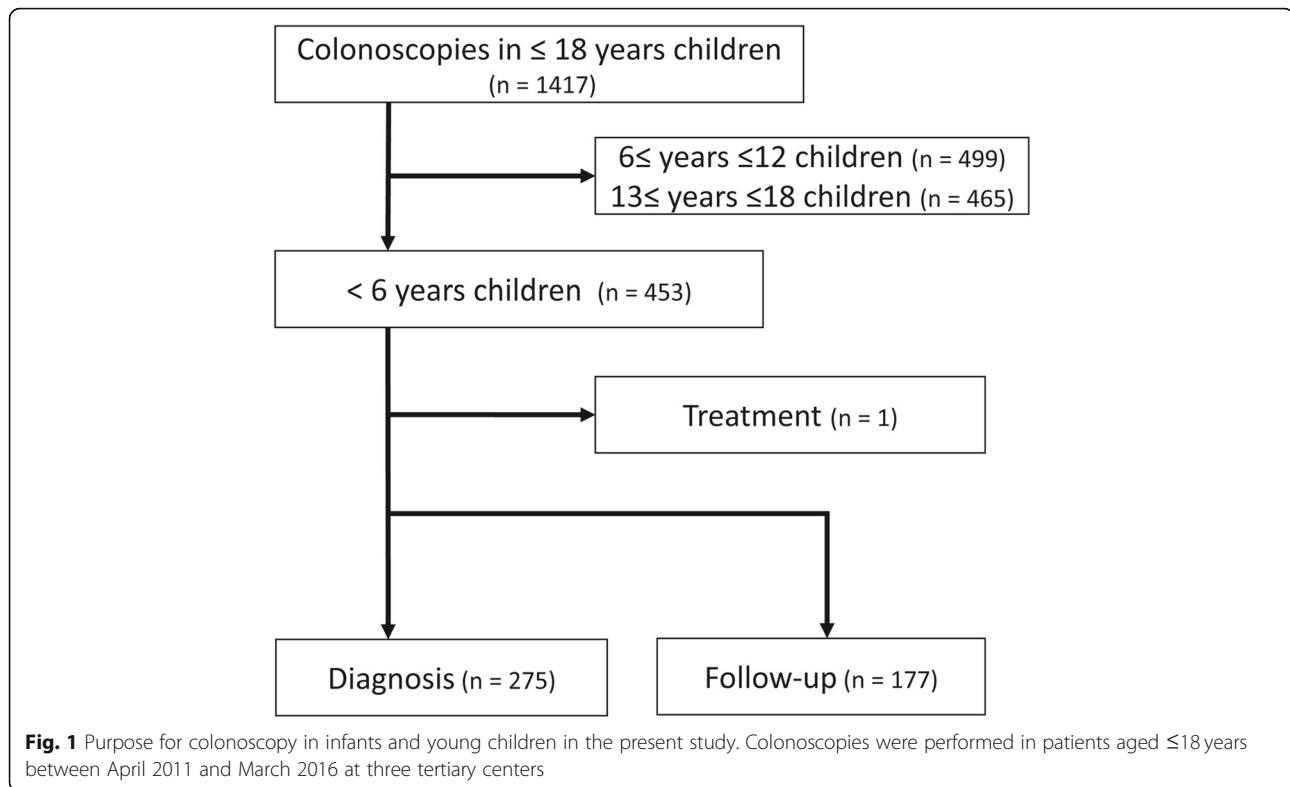 Colonoscopies in ≤ 18 years children
(n = 1417)
6≤ years ≤12 children (n = 499)
13≤ years ≤18 children (n = 465)
< 6 years children (n = 453)
Treatment (n = 1)
Diagnosis (n = 275)
Follow-up (n = 177)
Fig. 1 Purpose for colonoscopy in infants and young children in the present study. Colonoscopies were performed in patients aged ≤18 years
between April 2011 and March 2016 at three tertiary centers